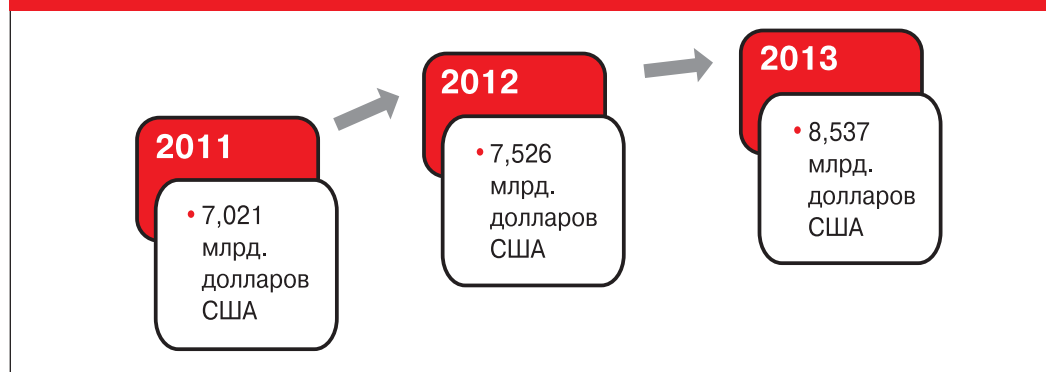 2011
• 7,021
млрд.
долларов
США
2012
• 7,526
млрд.
долларов
США
2013
• 8,537
млрд.
долларов
США